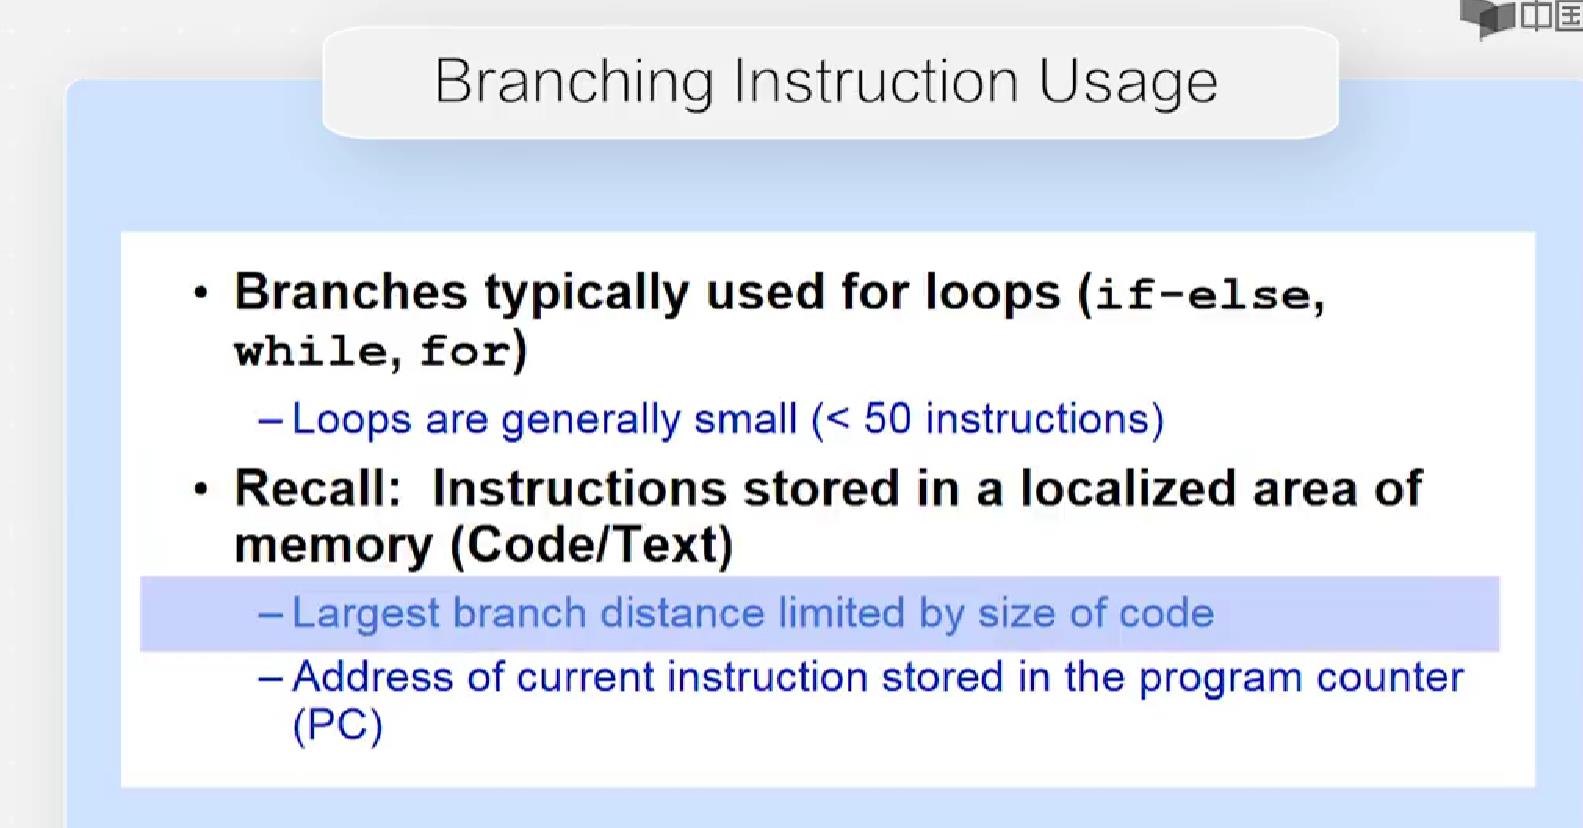 中国
Branching Instruction Usage
• Branches typically used for loops (if-else,
while, for)
– Loops are generally small (< 50 instructions)
• Recall: Instructions stored in a localized area of
memory (Code/Text)
– Largest branch distance limited by size of code
– Address of current instruction stored in the program counter
(PC)